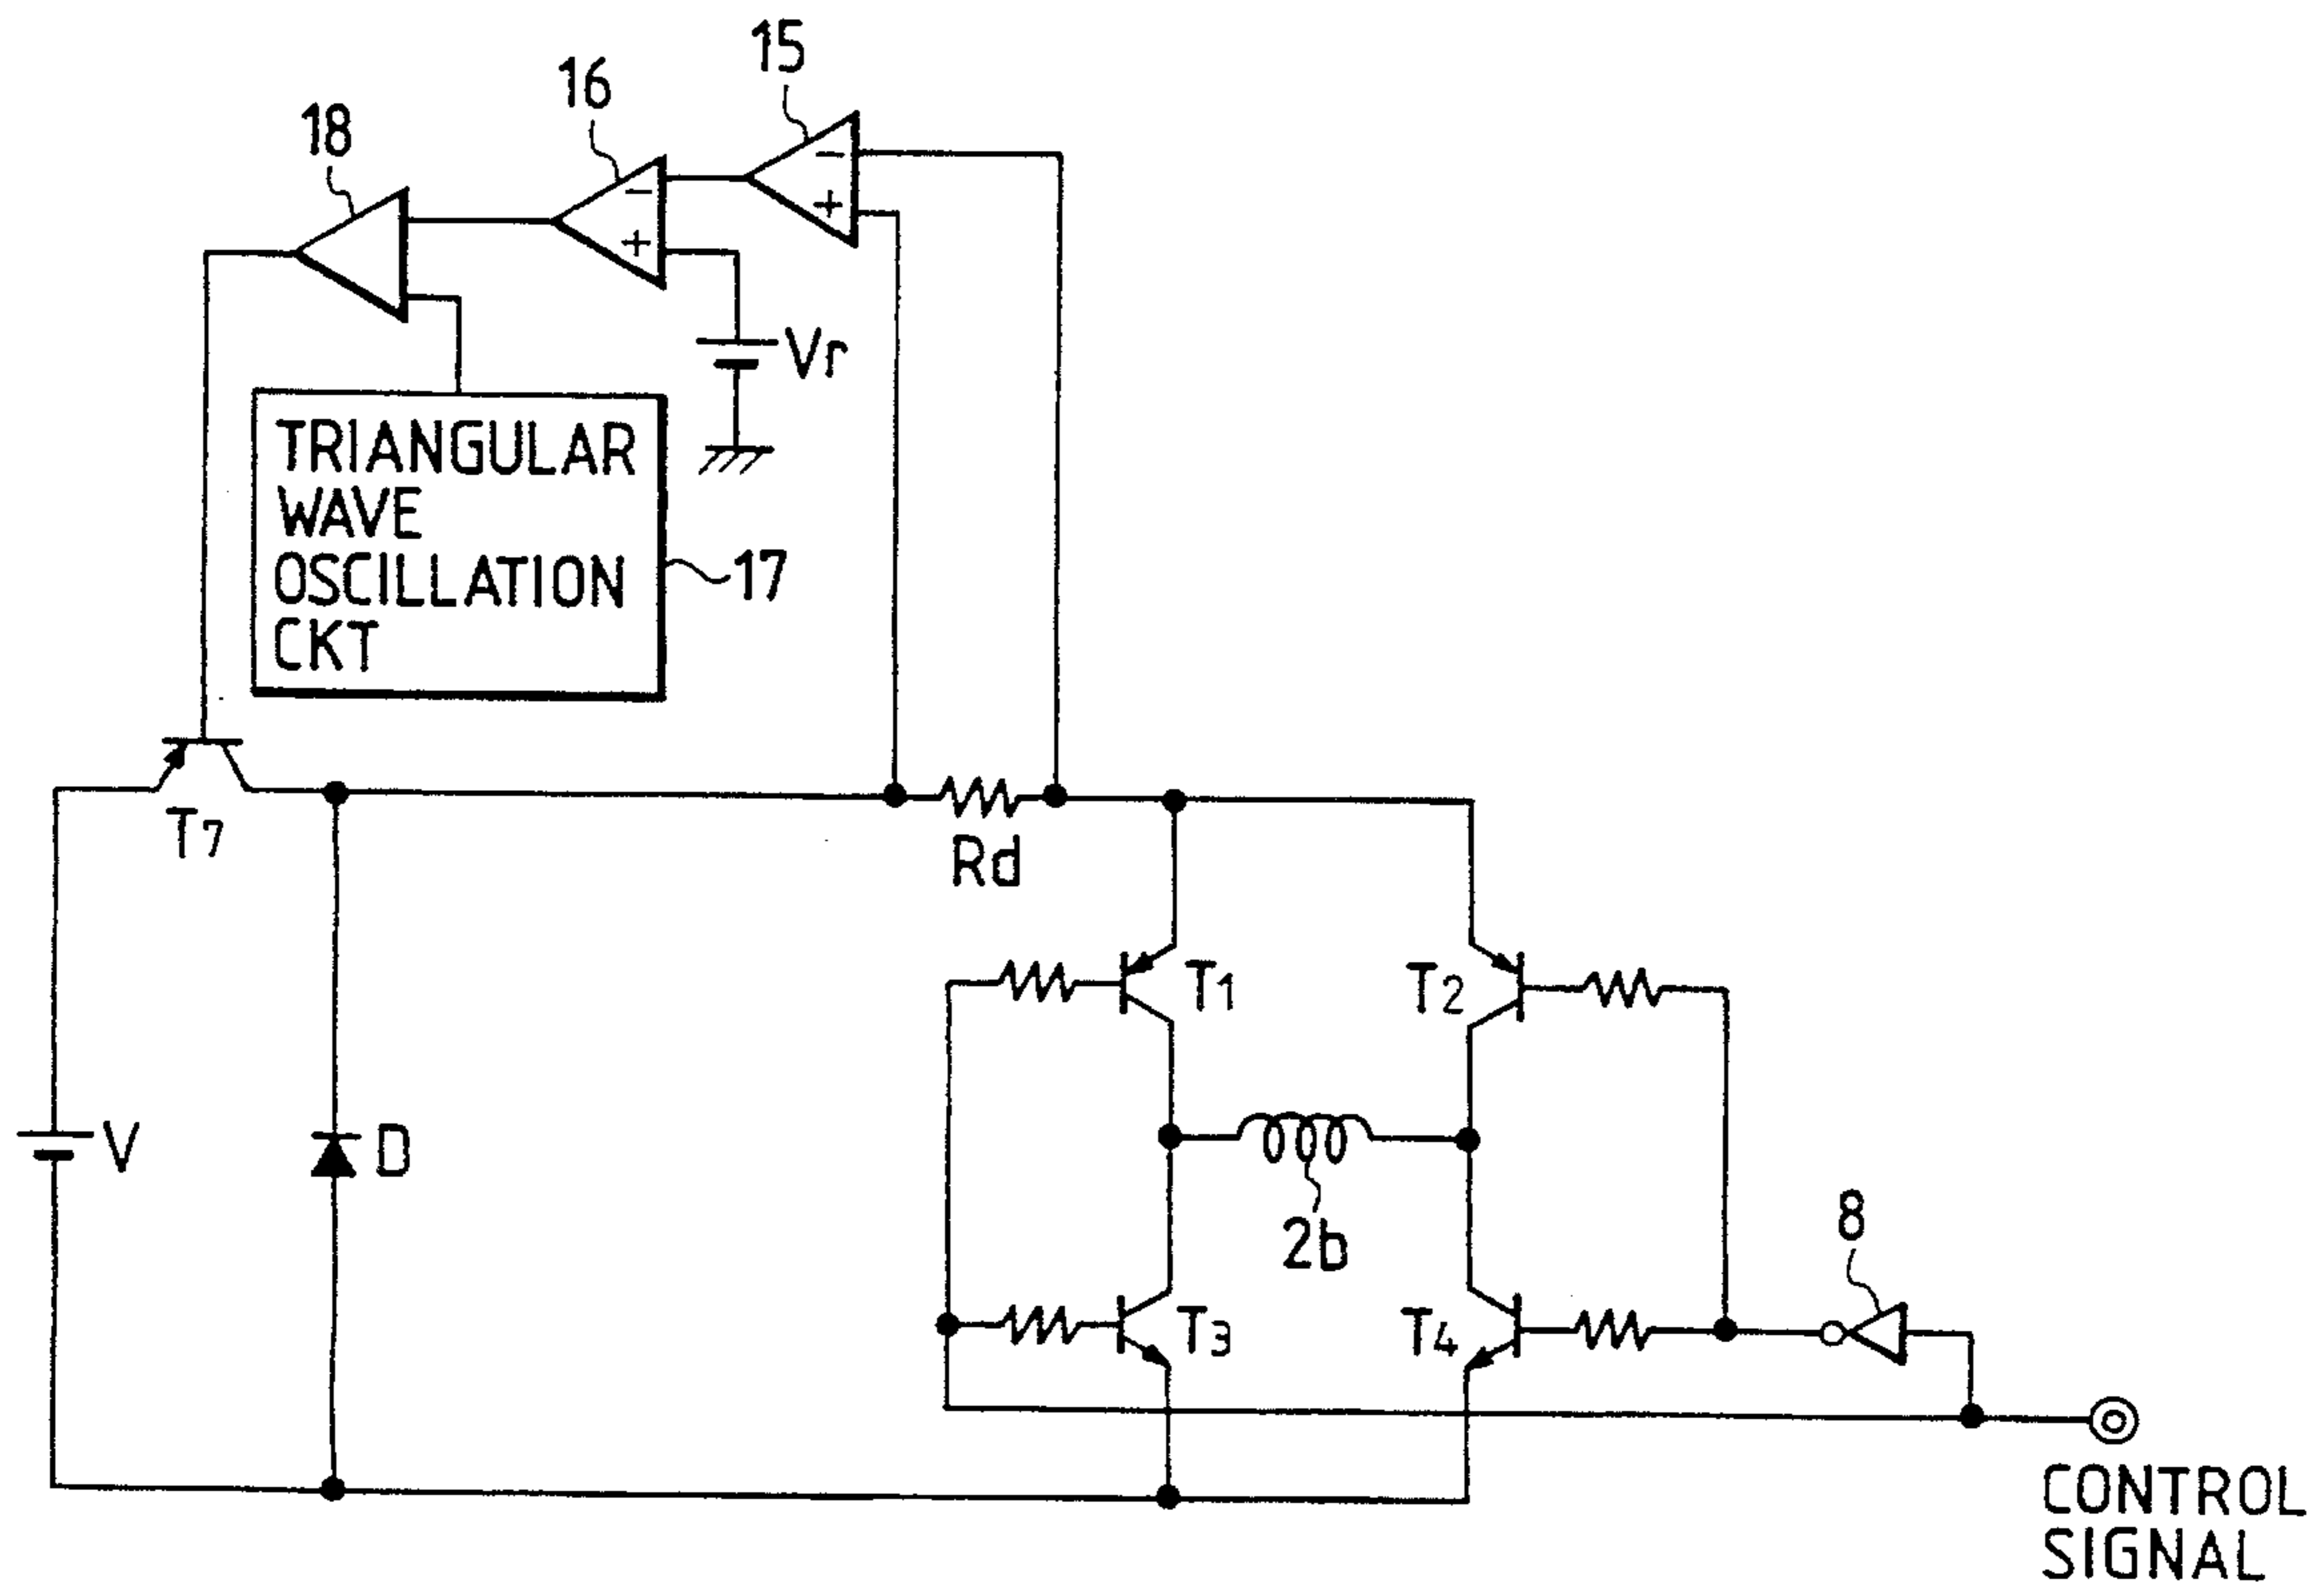 15
16
18
−
+
−
+
Vr
TRIANGULAR
WAVE
OSCILLATION
CKT
17
T7
Rd
T1
T2
V
D
2b
8
T3
T4
CONTROL
SIGNAL